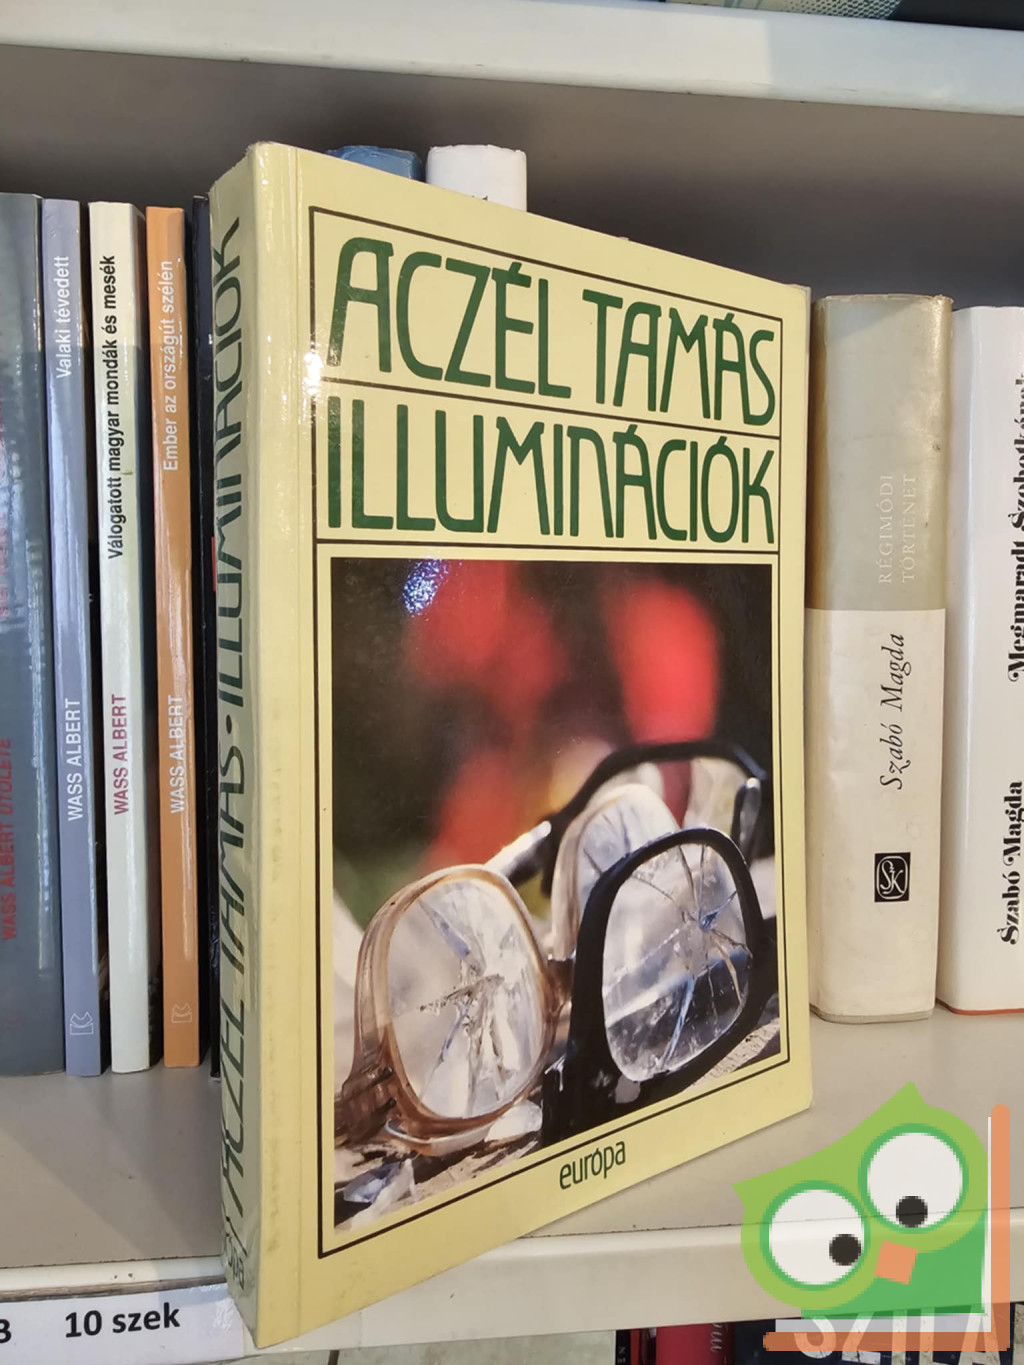 ACZÉL TAMÁS
ILLUMINÁCIÓK
európa
ACZÉL TAMÁS · ILLUMINÁCIÓK
WASS ALBERT
WASS ALBERT Valaki tévedett
WASS ALBERT Válogatott magyar mondák és mesék
WASS ALBERT Ember az országút szélén
Szabó Magda
RÉGIMÓDI
TÖRTÉNET
Szabó Magda
Megmaradt
10 szek